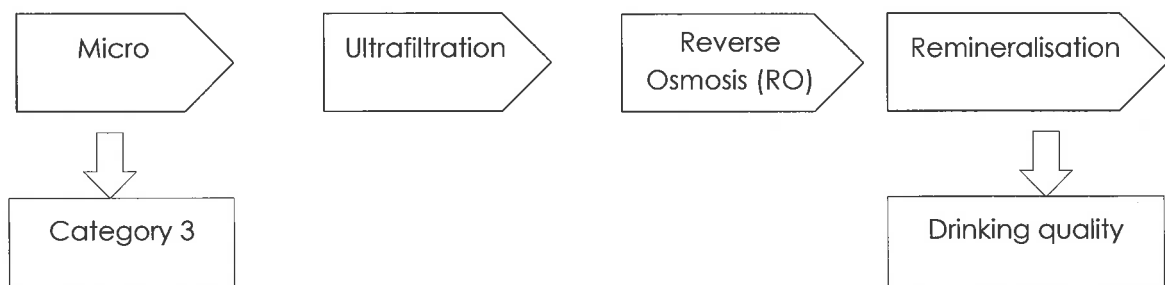 Micro
Ultrafiltration
Reverse
Osmosis (RO)
Remineralisation
Category 3
Drinking quality